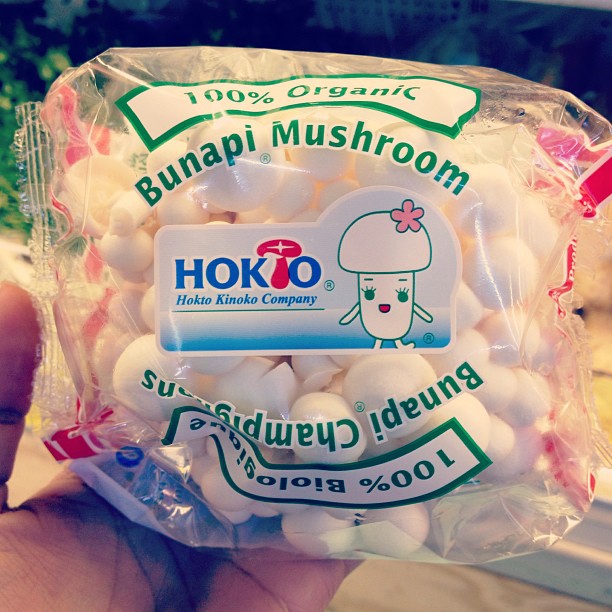 100% Organic
Bunapi® Mushroom
HOKTO®
Hokto Kinoko Company
®
Bunapi® Champignons
100% Biologique